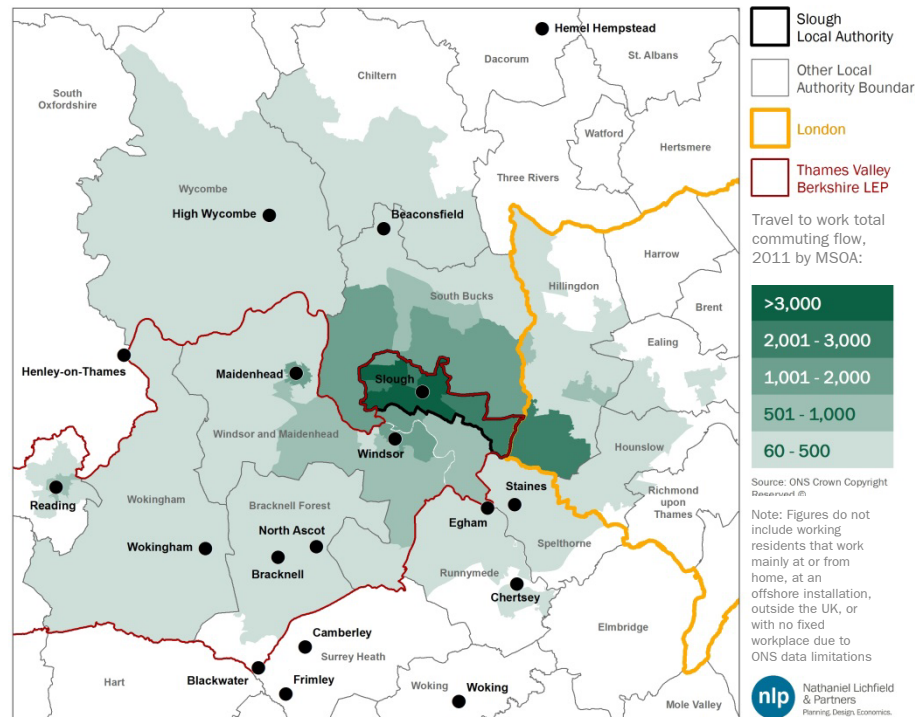 Hemel Hempstead
Dacorum
St. Albans
Chiltern
South
Oxfordshire
Watford
Hertsmere
Three Rivers
Wycombe
High Wycombe
Beaconsfield
Harrow
Hillingdon
South Bucks
Brent
Ealing
Henley-on-Thames
Maidenhead
Slough
Windsor and Maidenhead
Windsor
Hounslow
Reading
Wokingham
Bracknell Forest
Staines
Richmond
upon
Thames
Egham
North Ascot
Wokingham
Bracknell
Spelthorne
Runnymede
Chertsey
Elmbridge
Camberley
Surrey Heath
Blackwater
Hart
Frimley
Woking
Woking
Mole Valley
Slough
Local Authority
Other Local
Authority Boundar
London
Thames Valley
Berkshire LEP
Travel to work total
commuting flow,
2011 by MSOA:
>3,000
2,001 - 3,000
1,001 - 2,000
501 - 1,000
60 - 500
Source: ONS Crown Copyright
Reserved ©
Note: Figures do not
include working
residents that work
mainly at or from
home, at an
offshore installation,
outside the UK, or
with no fixed
workplace due to
ONS data limitations
nlp
Nathaniel Lichfield
& Partners
Planning. Design. Economics.